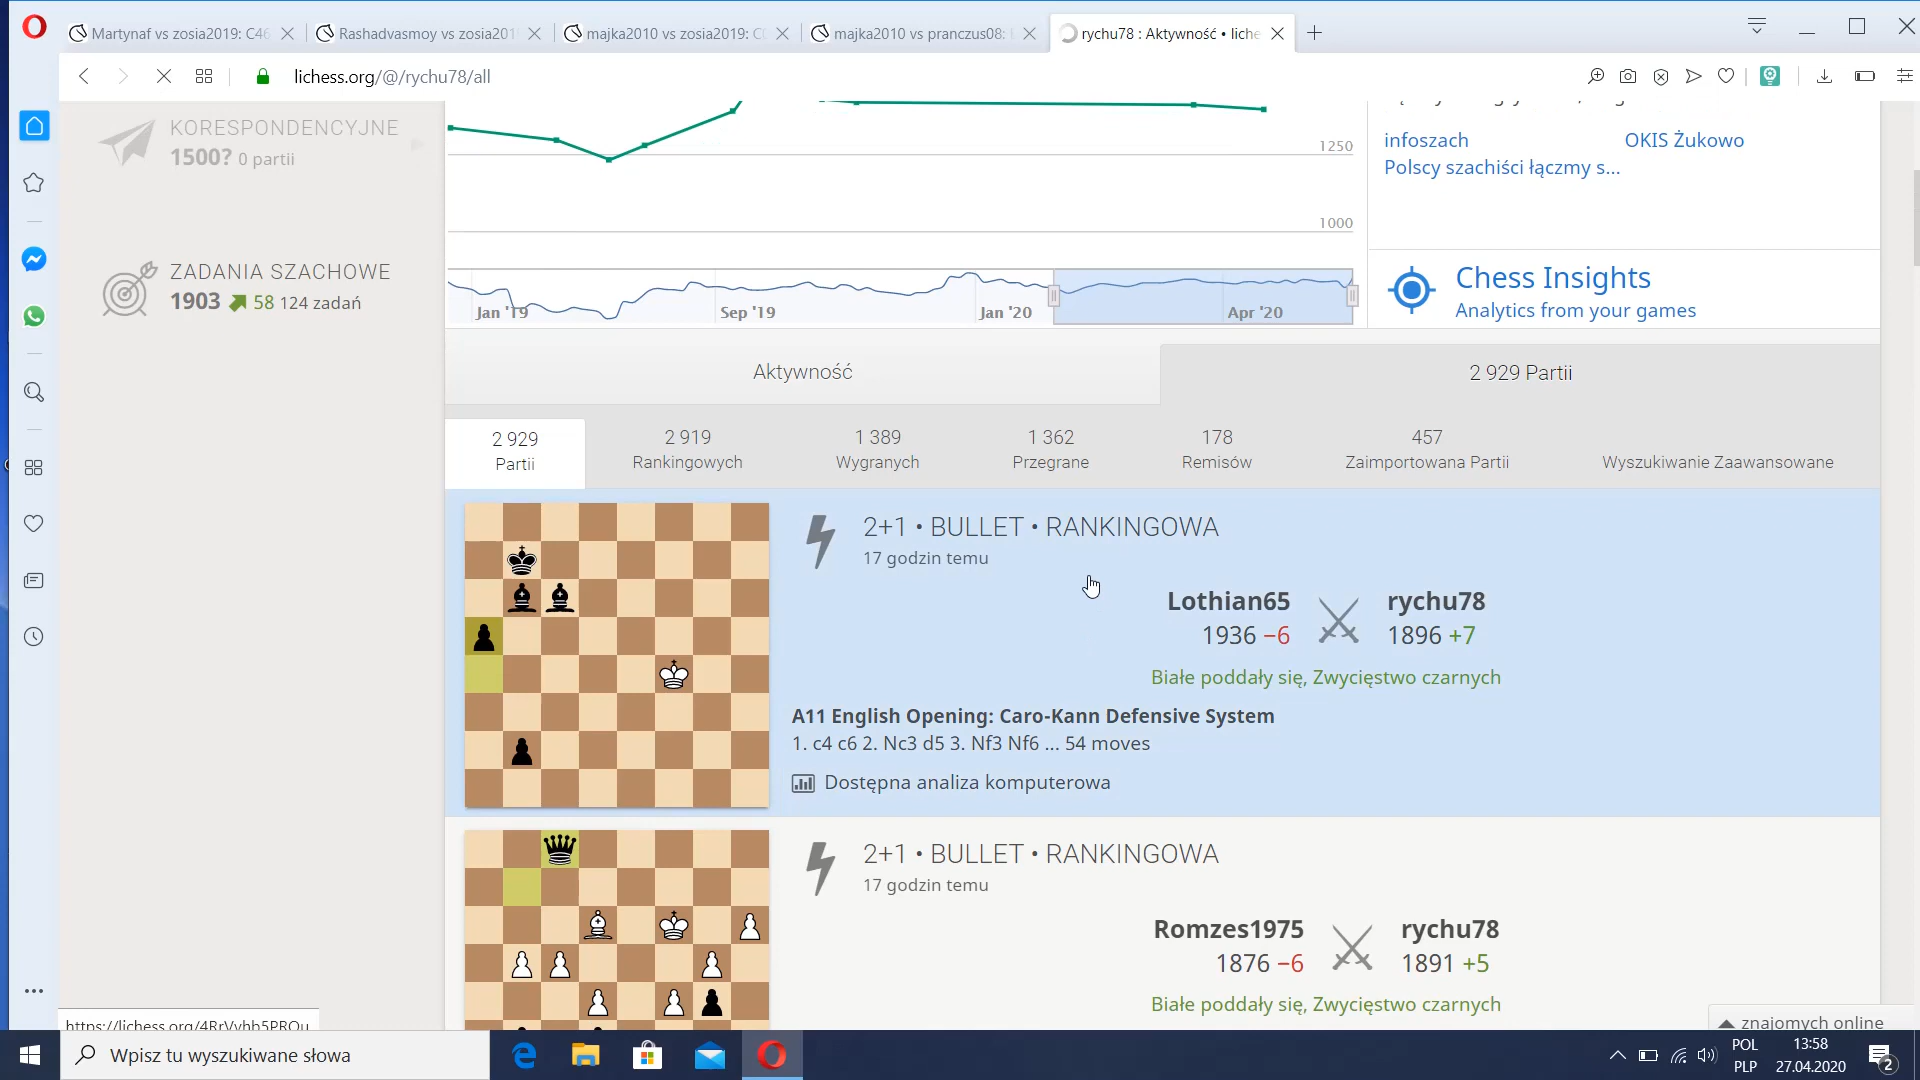 Martynaf vs zosia2019: C46
Rashadvasmoy vs zosia201
majka2010 vs zosia2019: C
majka2010 vs pranczus08:
rychu78 : Aktywność • liche
lichess.org/@/rychu78/all
KORESPONDENCYJNE
1500? 0 partii
ZADANIA SZACHOWE
1903 58 124 zadań
1250
1000
Jan '19
Sep '19
Jan '20
Apr '20
infoszach
OKIS Żukowo
Polscy szachiści łączmy s...
Chess Insights
Analytics from your games
Aktywność
2 929 Partii
2 929
Partii
2 919
Rankingowych
1 389
Wygranych
1 362
Przegrane
178
Remisów
457
Zaimportowana Partii
Wyszukiwanie Zaawansowane
2+1 • BULLET • RANKINGOWA
17 godzin temu
Lothian65
1936 −6
rychu78
1896 +7
Białe poddały się, Zwycięstwo czarnych
A11 English Opening: Caro-Kann Defensive System
1. c4 c6 2. Nc3 d5 3. Nf3 Nf6 ... 54 moves
Dostępna analiza komputerowa
2+1 • BULLET • RANKINGOWA
17 godzin temu
Romzes1975
1876 −6
rychu78
1891 +5
Białe poddały się, Zwycięstwo czarnych
znajomych online
https://lichess.org/4RrVvhb5PROu
Wpisz tu wyszukiwane słowa
POL
PLP
13:58
27.04.2020
2